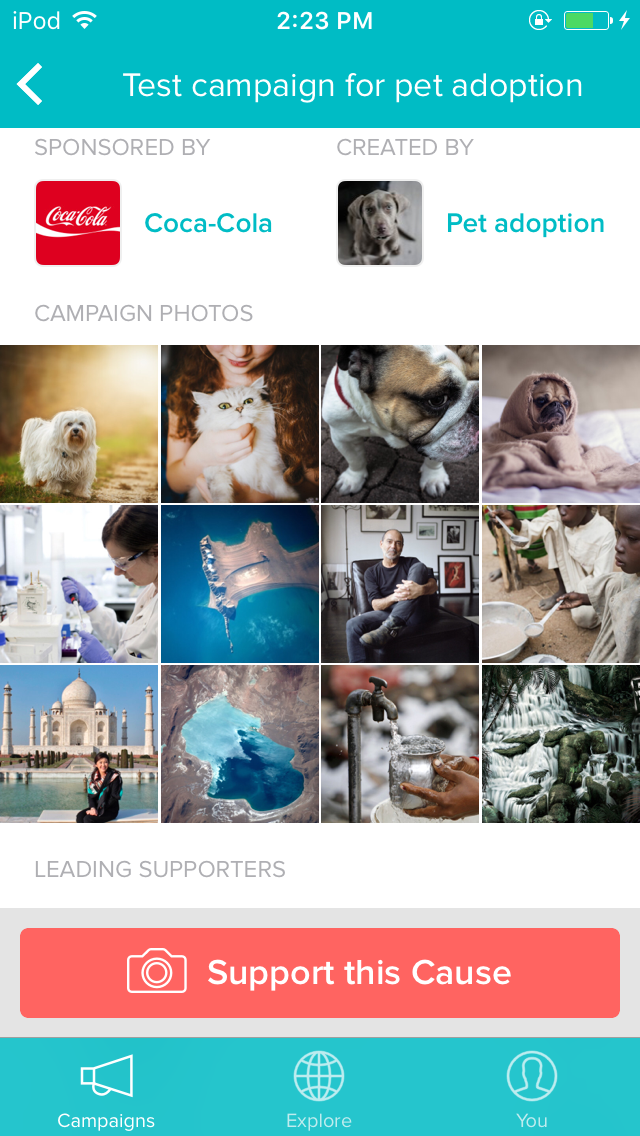 iPod 2:23 PM
Test campaign for pet adoption
SPONSORED BY CREATED BY
Coca-Cola Coca-Cola Pet adoption
CAMPAIGN PHOTOS
LEADING SUPPORTERS
Support this Cause
Campaigns Explore You